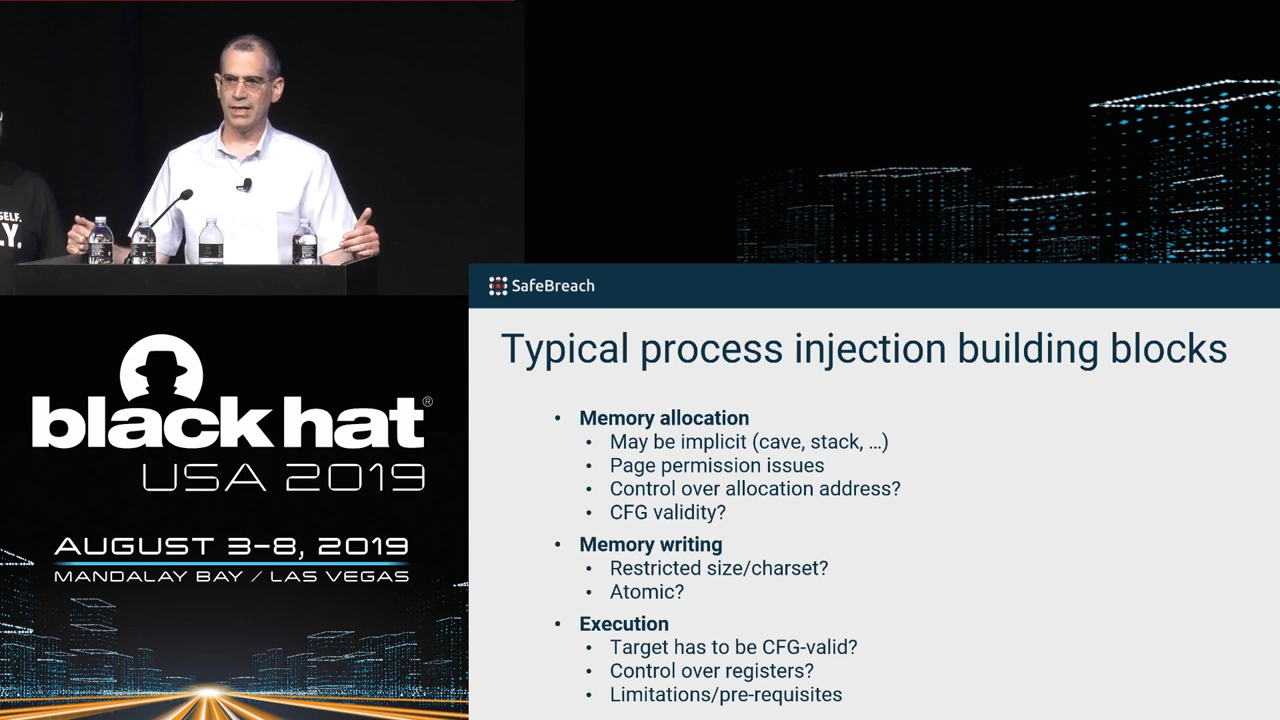 SELF.
Y.
SafeBreach
Typical process injection building blocks
• Memory allocation
• May be implicit (cave, stack, ...)
• Page permission issues
• Control over allocation address?
• CFG validity?
• Memory writing
• Restricted size/charset?
• Atomic?
• Execution
• Target has to be CFG-valid?
• Control over registers?
• Limitations/pre-requisites
black hat®
USA 2019
AUGUST 3-8, 2019
MANDALAY BAY / LAS VEGAS